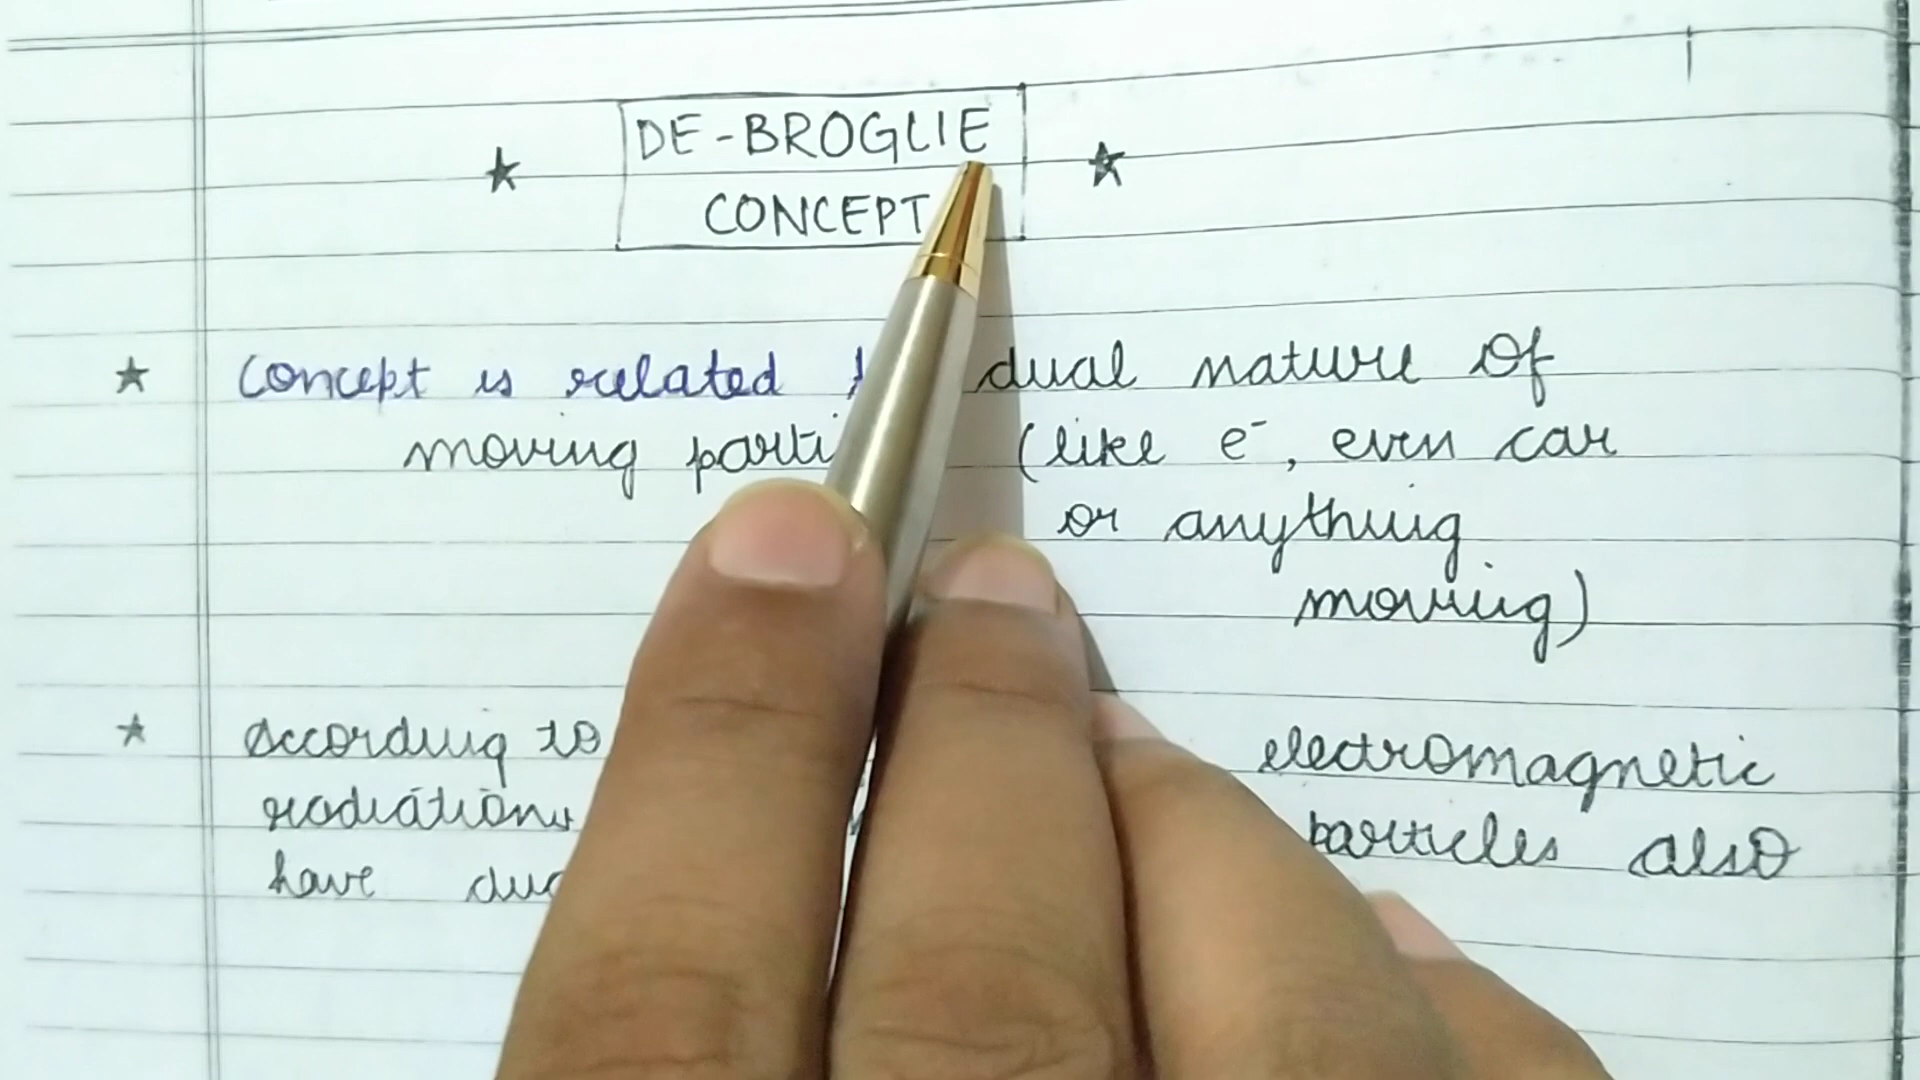 DE-BROGLIE
CONCEPT
Concept is related dual nature of
moving (like e⁻, even car
or anything
moving)
According to electromagnetic
radiations particles also
have